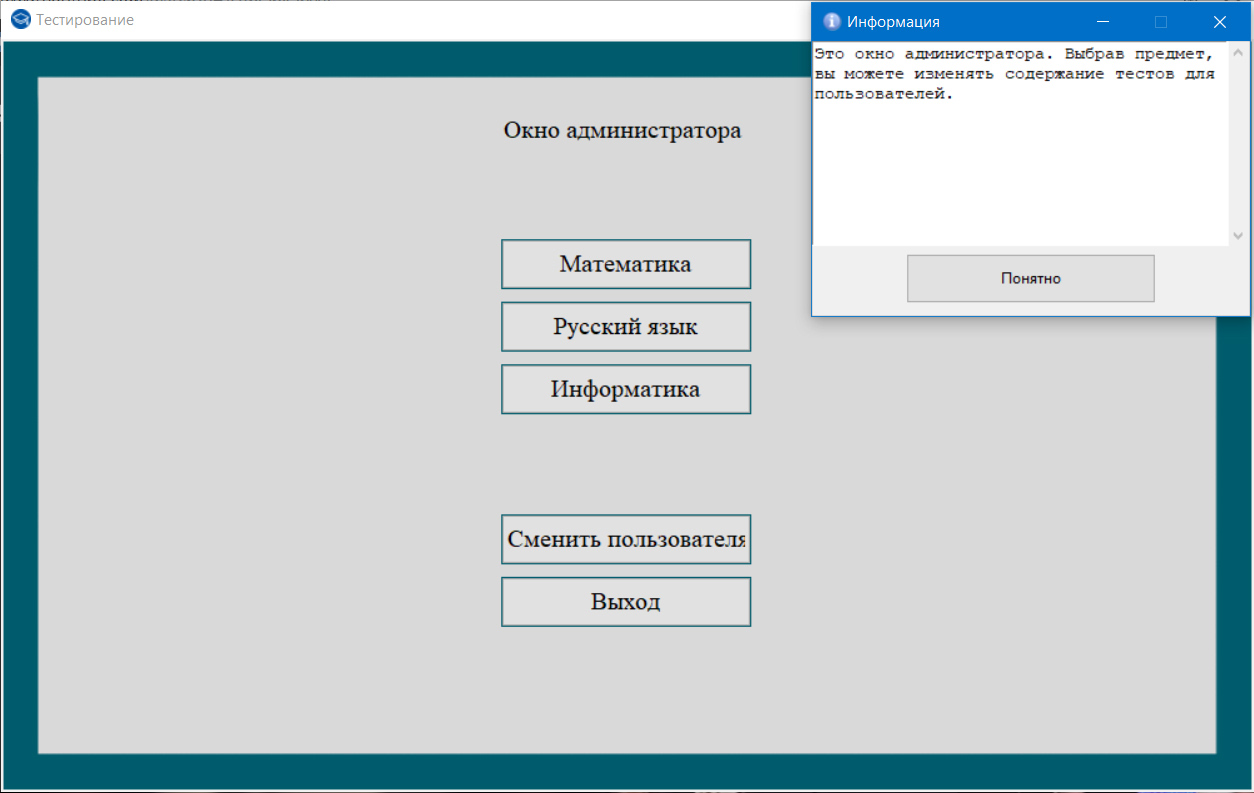 Тестирование
Информация
Это окно администратора. Выбрав предмет,
вы можете изменять содержание тестов для
пользователей.
Понятно
Окно администратора
Математика
Русский язык
Информатика
Сменить пользователя
Выход